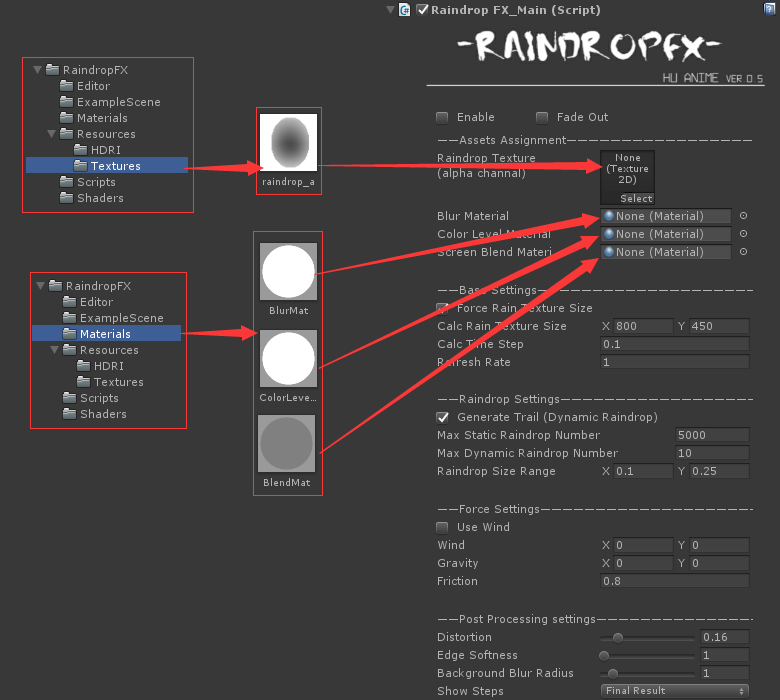 RaindropFX
Editor
ExampleScene
Materials
Resources
HDRI
Textures
Scripts
Shaders
raindrop_a
RaindropFX
Editor
ExampleScene
Materials
Resources
HDRI
Textures
Scripts
Shaders
BlurMat
ColorLeve...
BlendMat
Raindrop FX_Main (Script)
-RAINDROPFX-
HU ANIME VER 0.5
Enable Fade Out
——Assets Assignment——
Raindrop Texture
(alpha channel)
None
(Texture
2D)
Select
Blur Material None (Material)
Color Level Material None (Material)
Screen Blend Materi None (Material)
——Base Settings——
Force Rain Texture Size
Calc Rain Texture Size X 800 Y 450
Calc Time Step 0.1
Refresh Rate 1
——Raindrop Settings——
Generate Trail (Dynamic Raindrop)
Max Static Raindrop Number 5000
Max Dynamic Raindrop Number 10
Raindrop Size Range X 0.1 Y 0.25
——Force Settings——
Use Wind
Wind X 0 Y 0
Gravity X 0 Y 0
Friction 0.8
——Post Processing settings——
Distortion 0.16
Edge Softness 1
Background Blur Radius 1
Show Steps Final Result